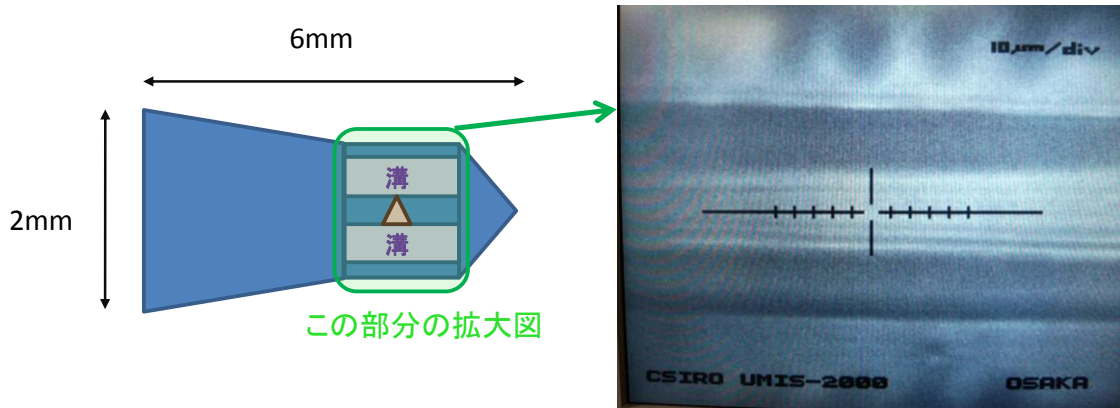 6mm
10µm/div
溝
2mm
溝
この部分の拡大図
CSIRO UMIS-2000
OSAKA